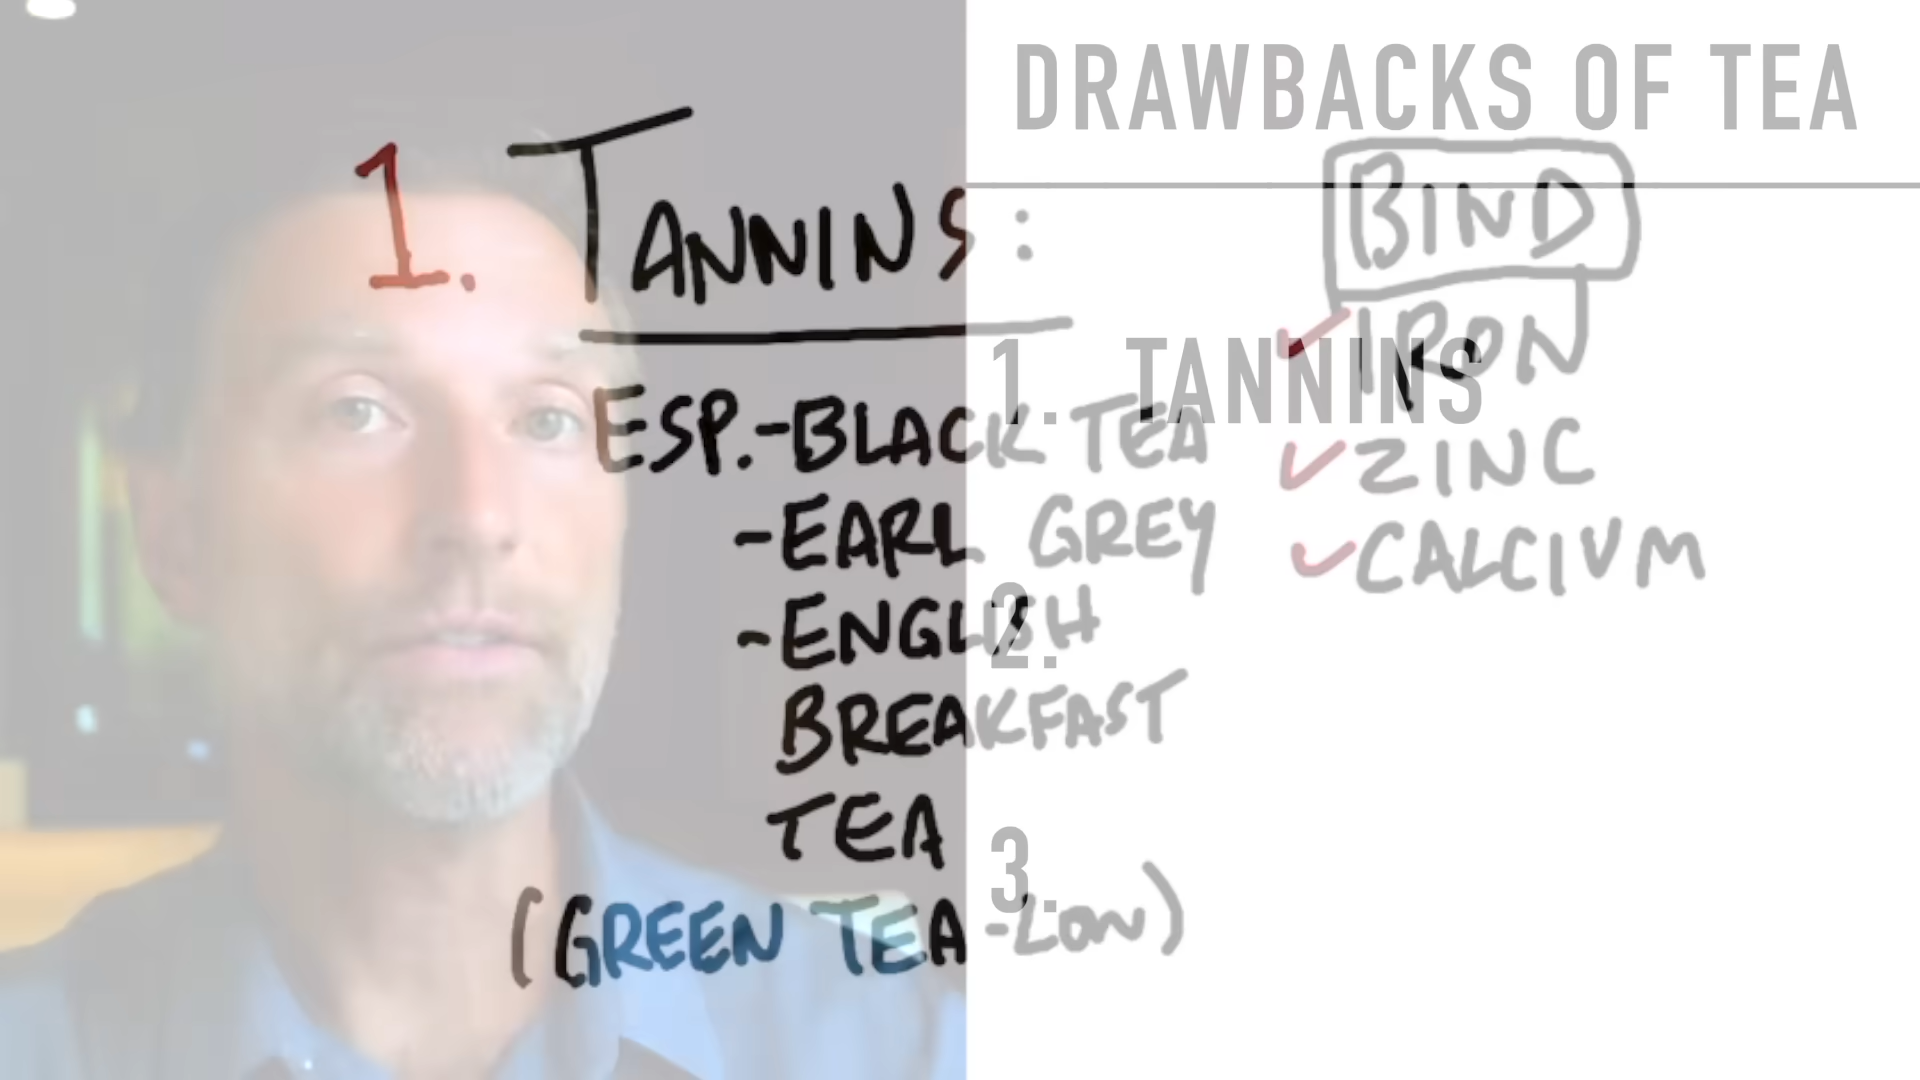 DRAWBACKS OF TEA
1. TANNINS
2.
3.
1. TANNINS:
ESP.-BLACK TEA
-EARL GREY
-ENGLISH
BREAKFAST
TEA
(GREEN TEA-LOW)
BIND
IRON
ZINC
CALCIUM